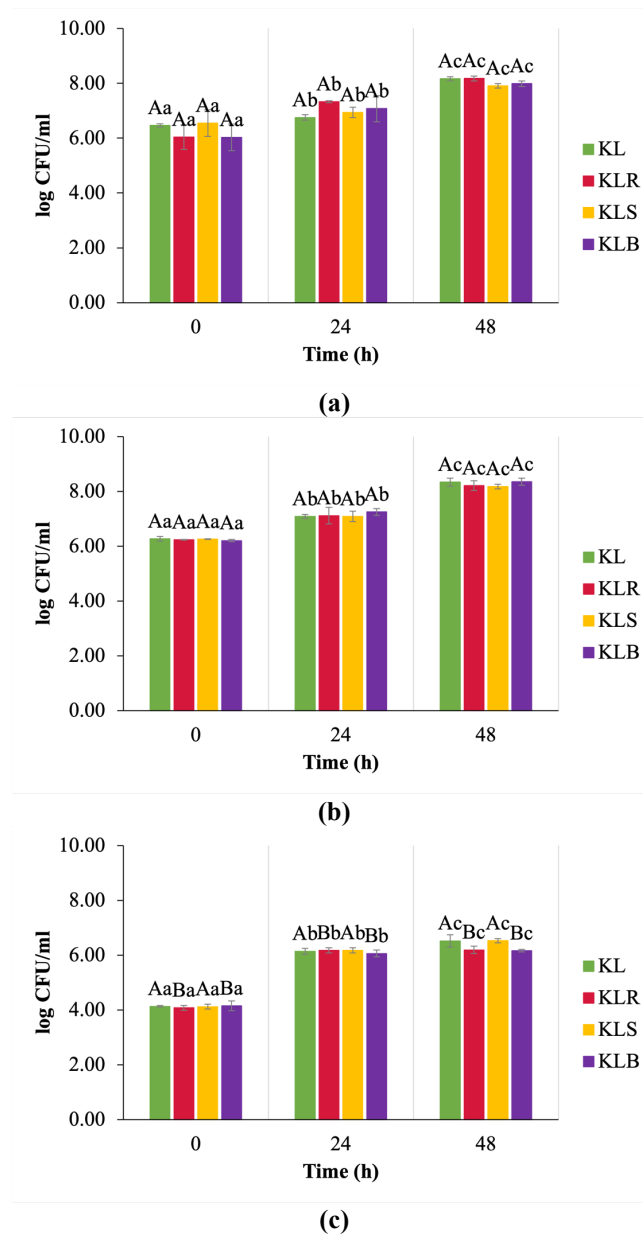 10.00
8.00
6.00
4.00
2.00
0.00
log CFU/ml
Aa Aa Aa Aa
Ab Ab Ab Ab
Ac Ac Ac Ac
0 24 48
Time (h)
KL
KLR
KLS
KLB
(a)
10.00
8.00
6.00
4.00
2.00
0.00
log CFU/ml
Aa Aa Aa Aa
Ab Ab Ab Ab
Ac Ac Ac Ac
0 24 48
Time (h)
KL
KLR
KLS
KLB
(b)
10.00
8.00
6.00
4.00
2.00
0.00
log CFU/ml
Aa Ba Aa Ba
Ab Bb Ab Bb
Ac Bc Ac Bc
0 24 48
Time (h)
KL
KLR
KLS
KLB
(c)